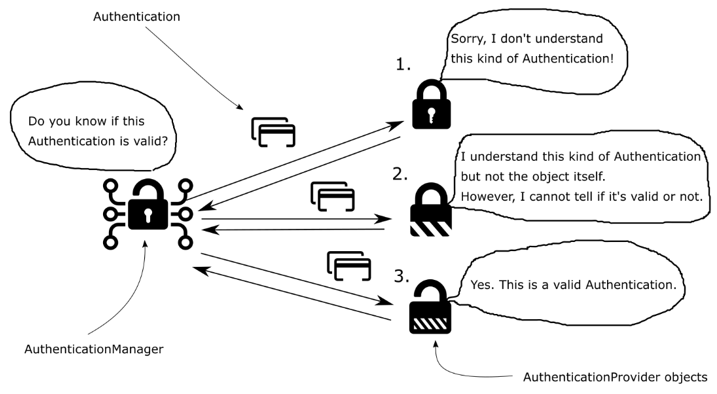 Authentication
Sorry, I don't understand
this kind of Authentication!
1.
Do you know if this
Authentication is valid?
I understand this kind of Authentication
but not the object itself.
However, I cannot tell if it's valid or not.
2.
3.
Yes. This is a valid Authentication.
AuthenticationManager
AuthenticationProvider objects